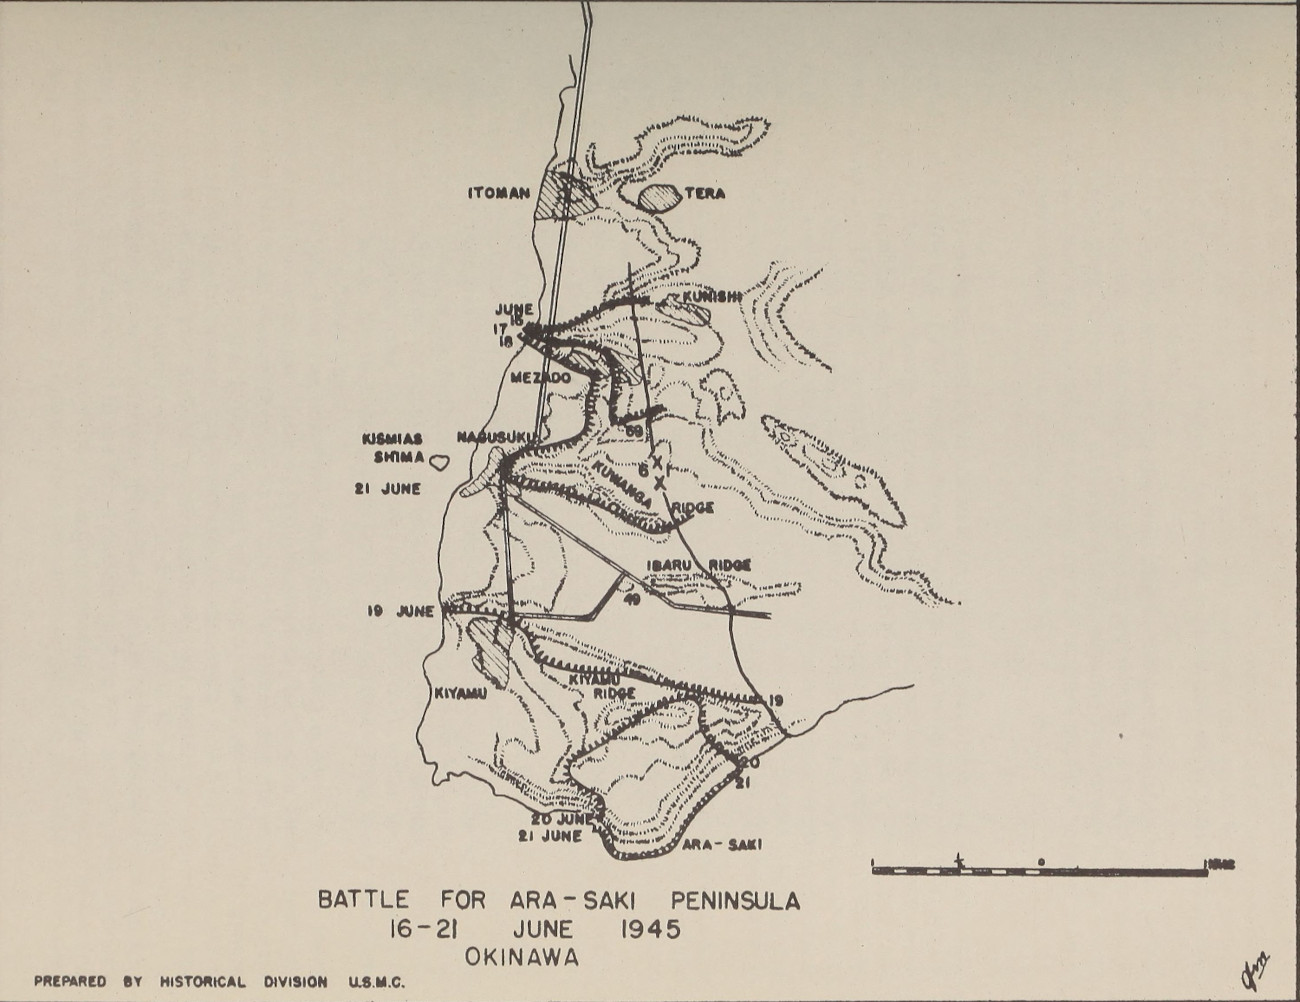 ITOMAN
TERA
KUNISHI
JUNE
16
17
18
MEZADO
69
KISMIAS
SHIMA
NAGUSUKU
6
21 JUNE
KUWANGA
RIDGE
IBARU RIDGE
49
19 JUNE
KIYAMU
KIYAMU
RIDGE
19
20
21
20 JUNE
21 JUNE
ARA-SAKI
BATTLE FOR ARA-SAKI PENINSULA
16-21 JUNE 1945
OKINAWA
PREPARED BY HISTORICAL DIVISION U.S.M.C.